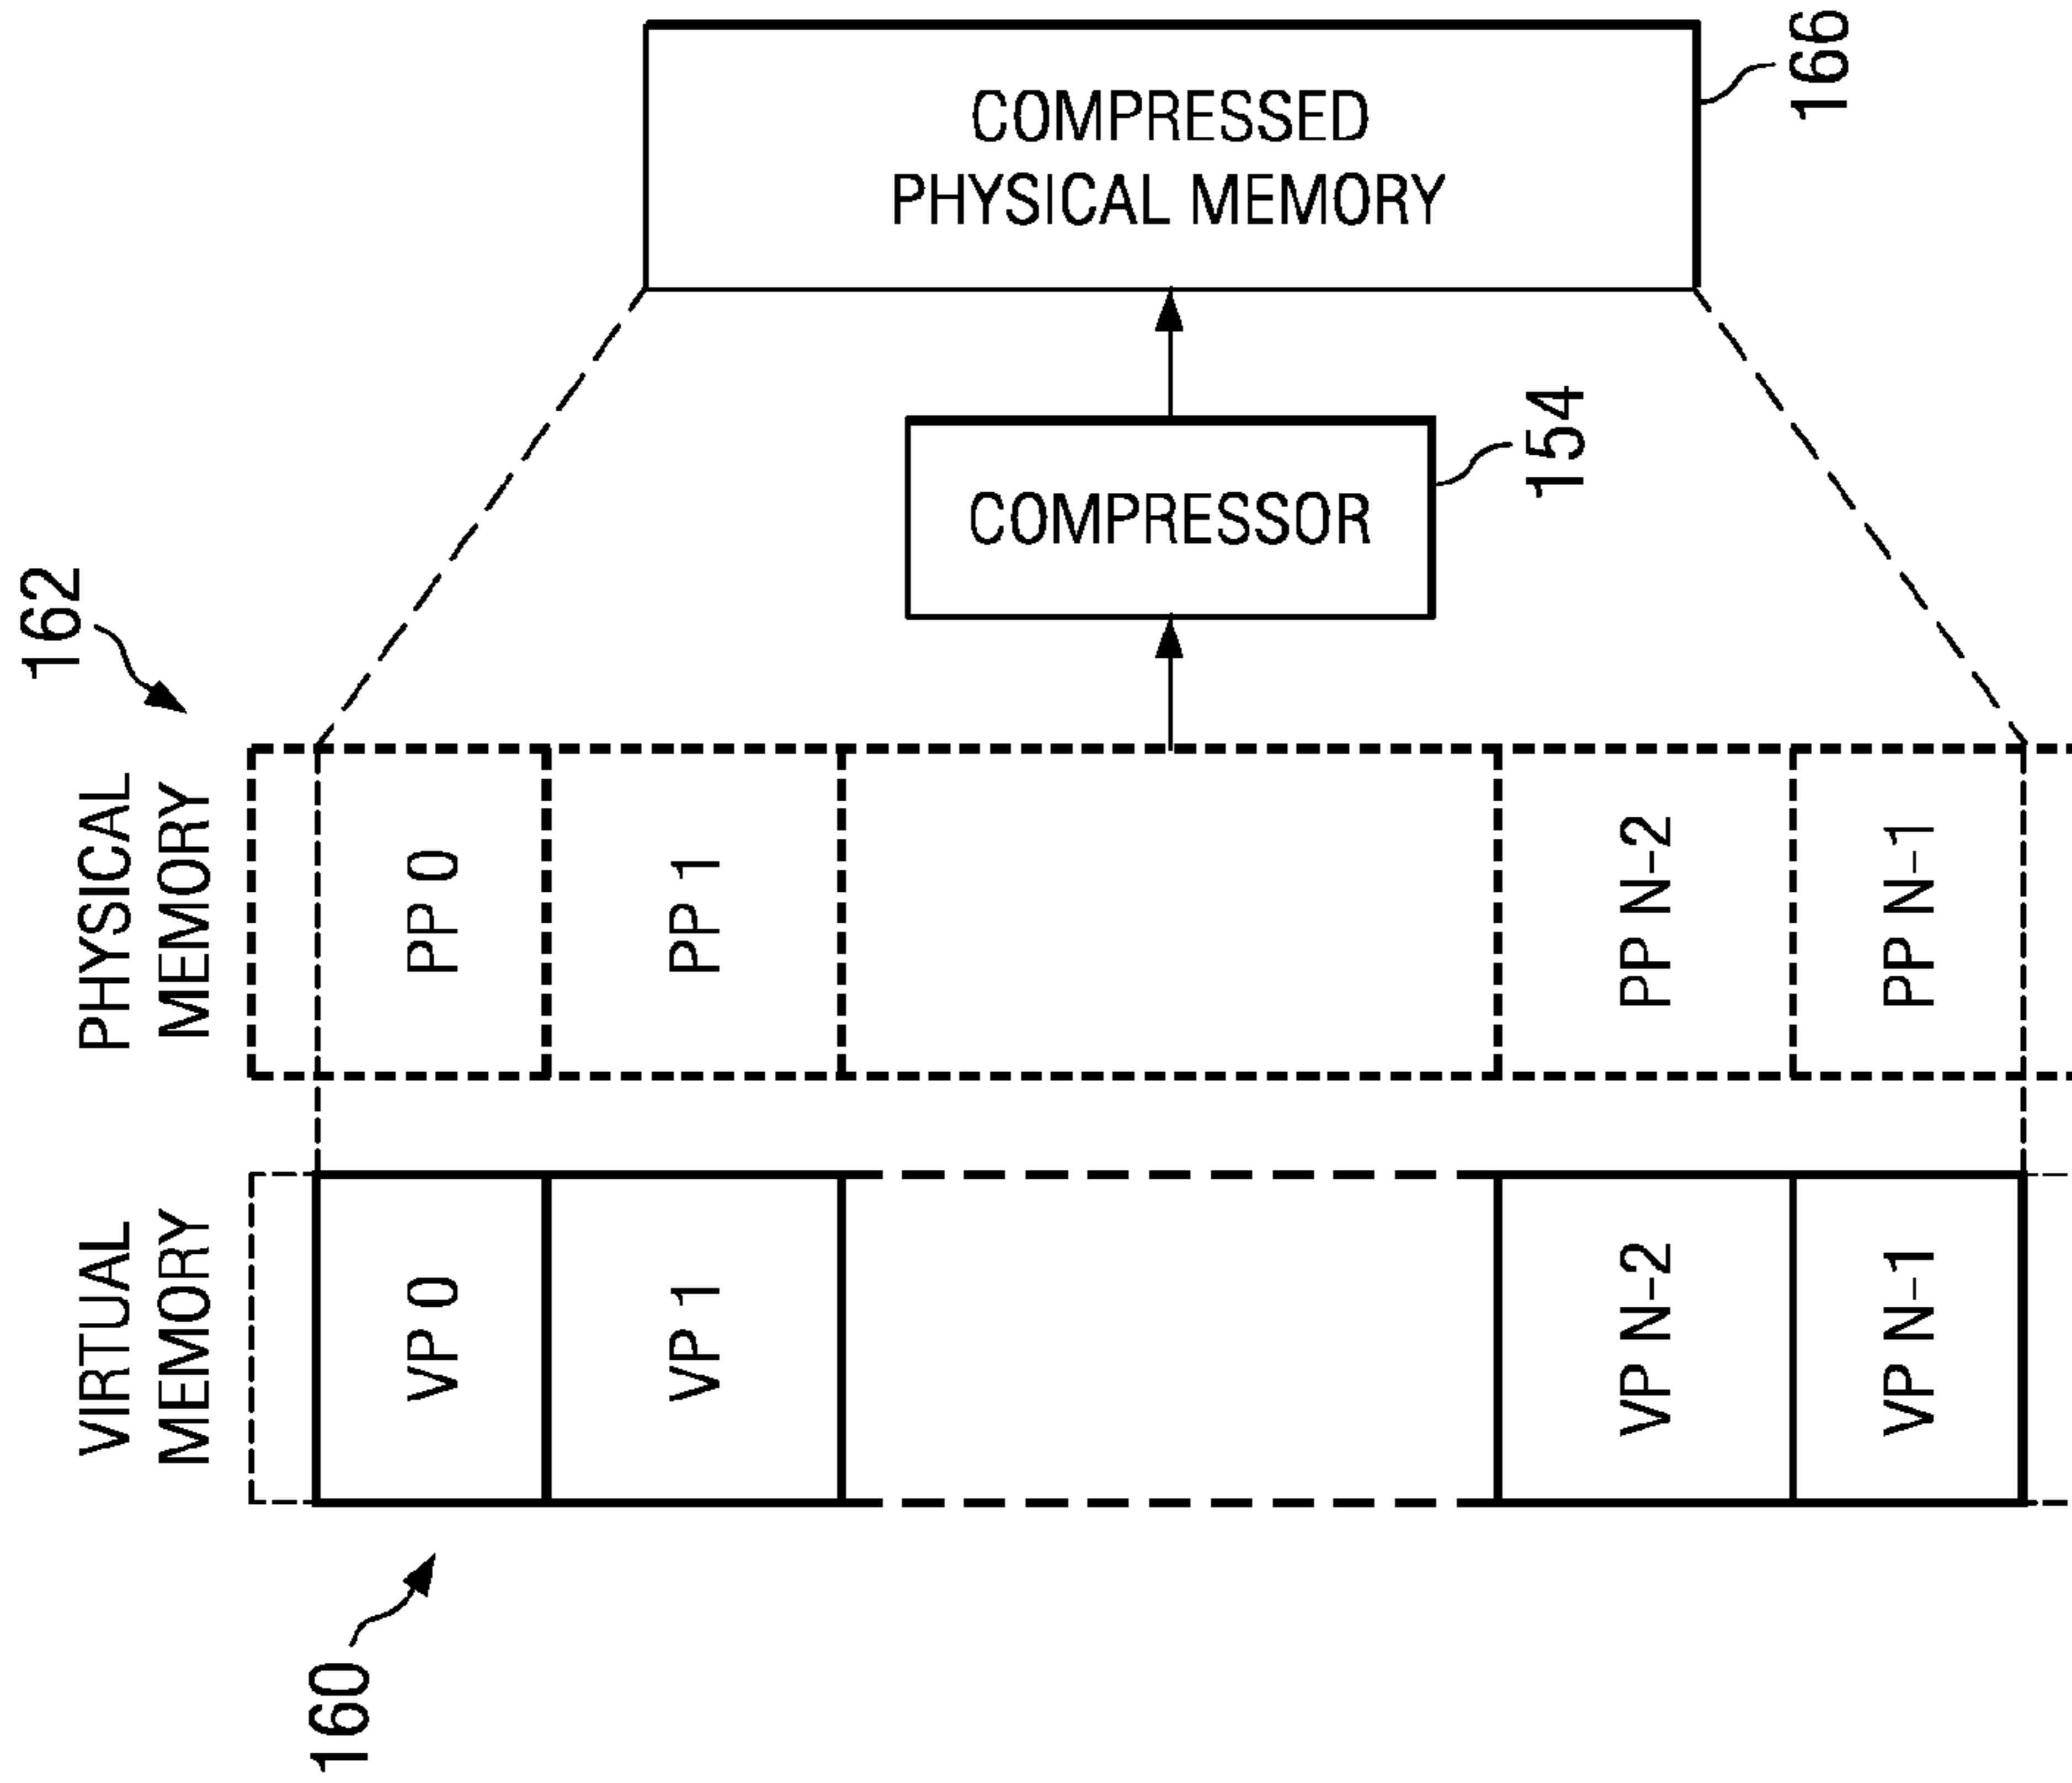 160
VIRTUAL
MEMORY
VP 0
VP 1
VP N-2
VP N-1
162
PHYSICAL
MEMORY
PP 0
PP 1
PP N-2
PP N-1
COMPRESSOR
154
COMPRESSED
PHYSICAL MEMORY
166